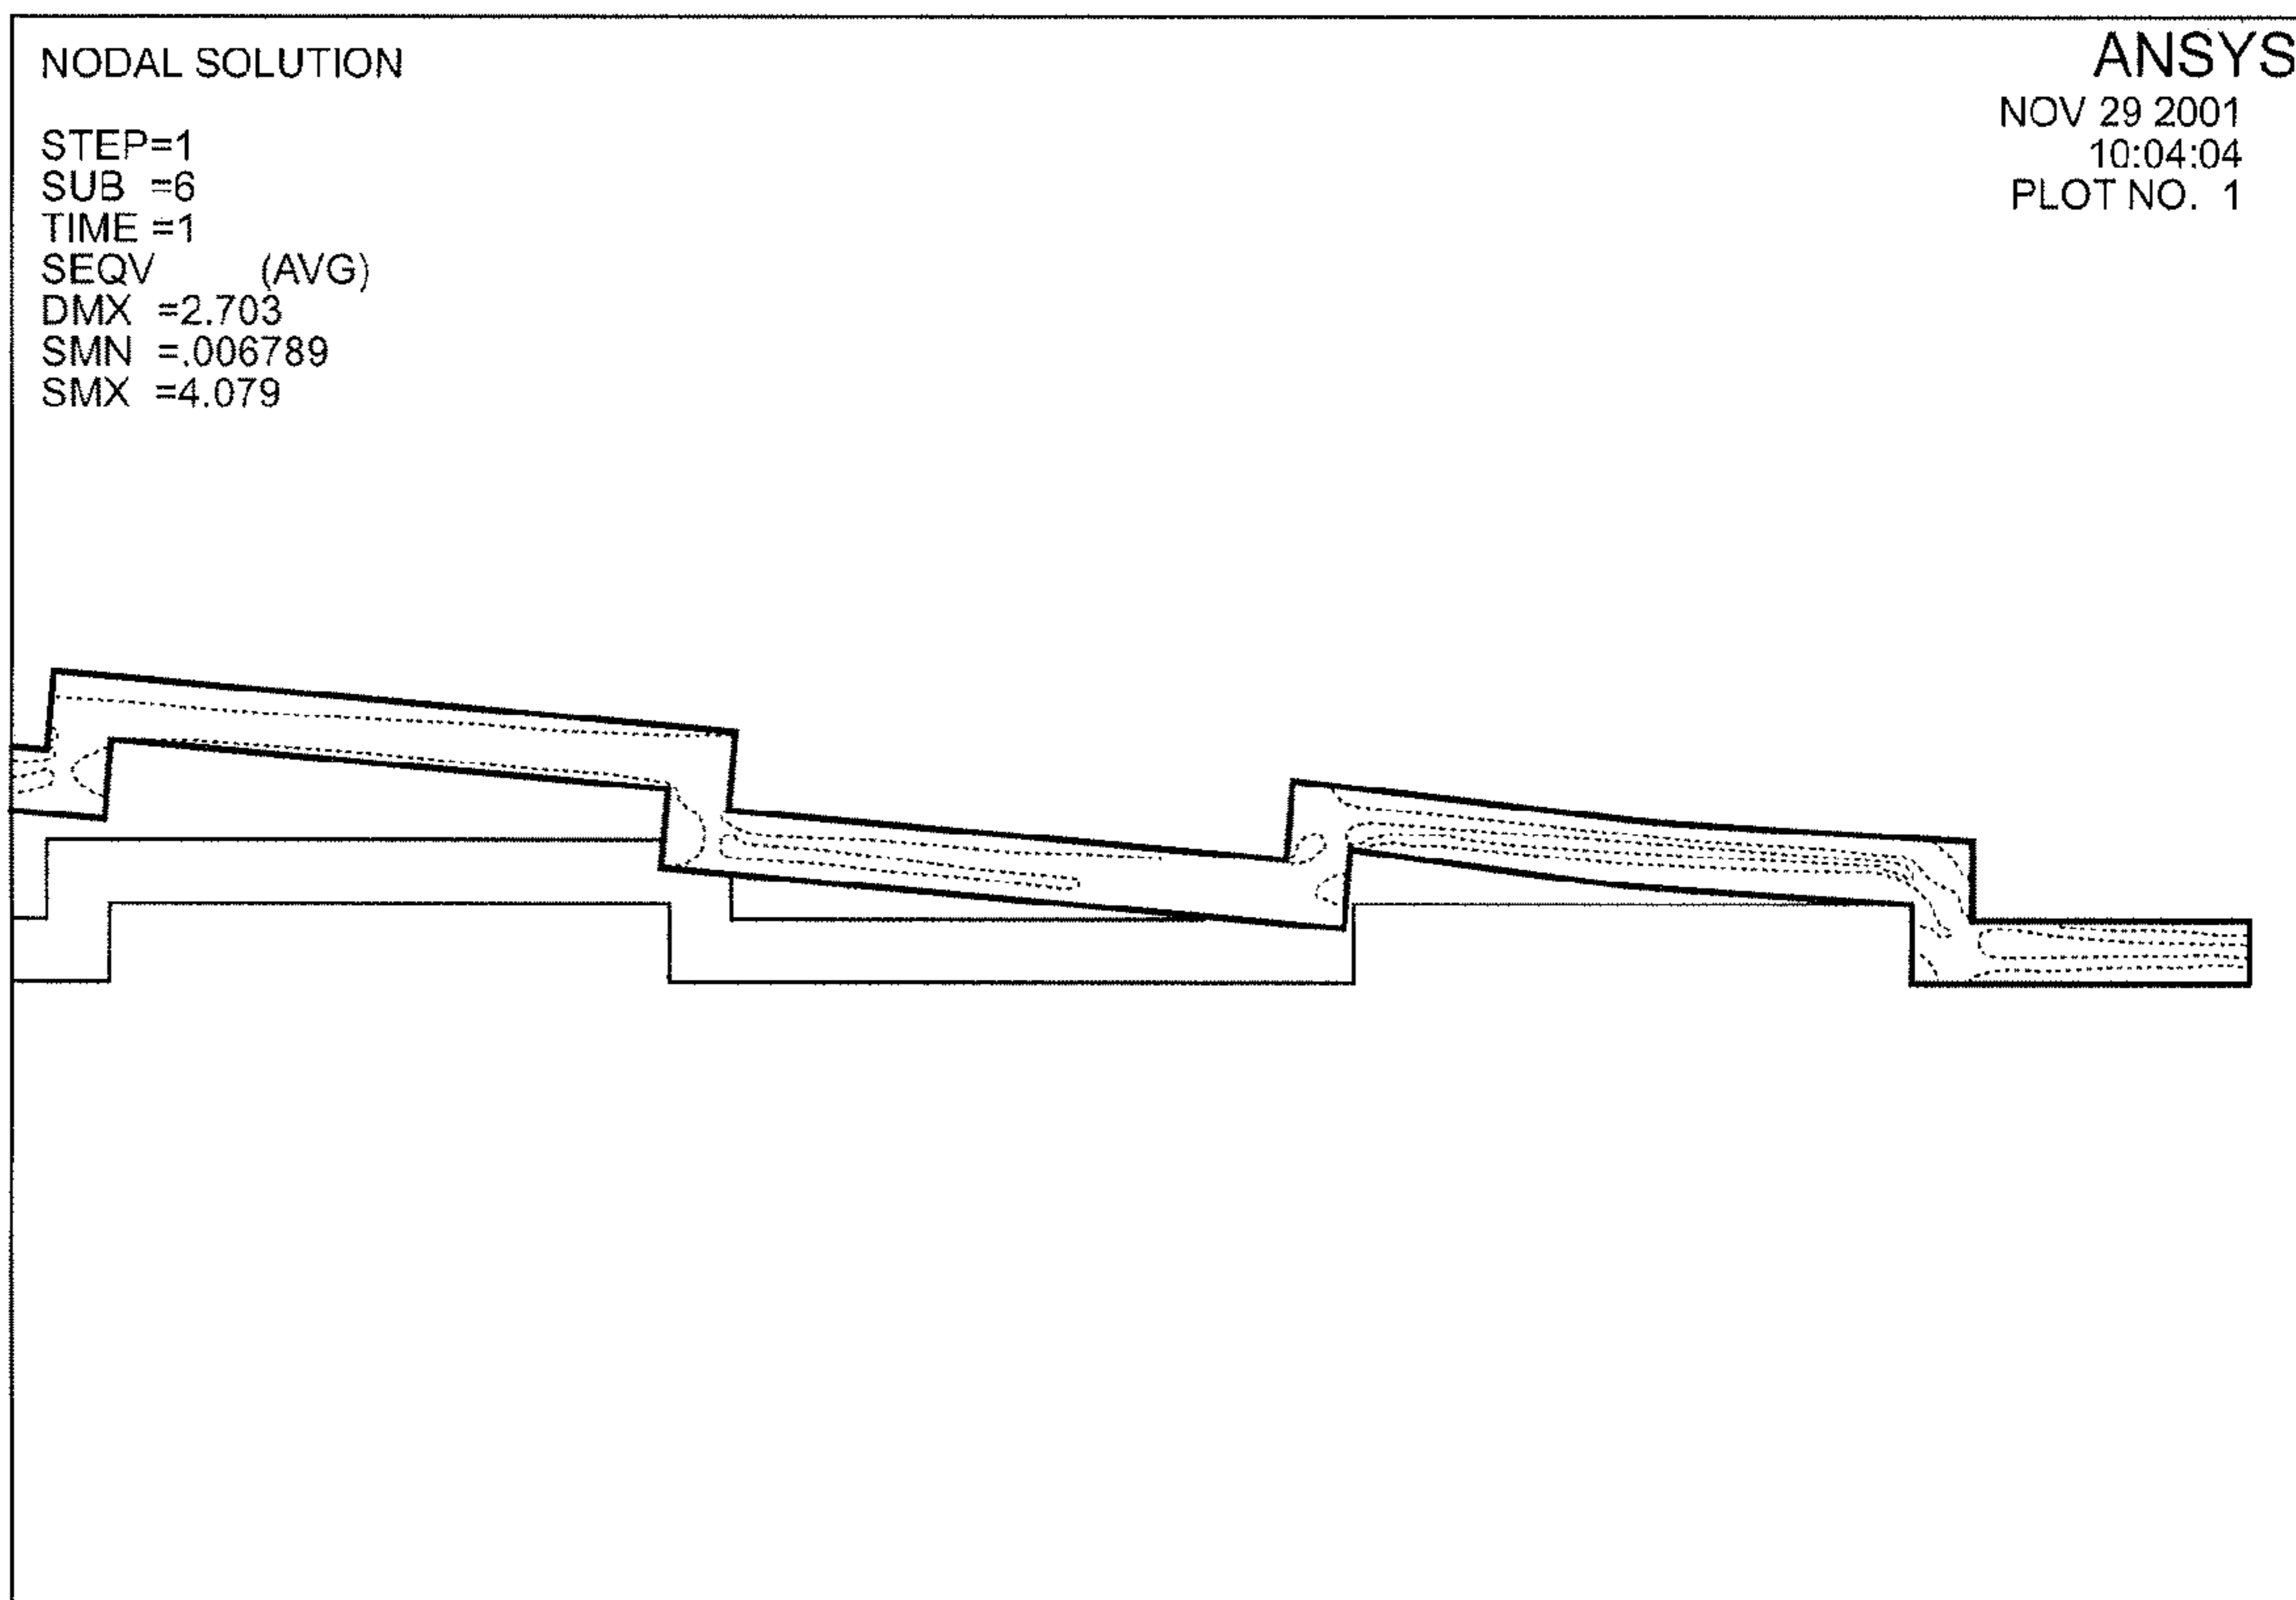 NODAL SOLUTION
STEP=1
SUB =6
TIME =1
SEQV (AVG)
DMX =2.703
SMN =.006789
SMX =4.079
ANSYS
NOV 29 2001
10:04:04
PLOT NO. 1